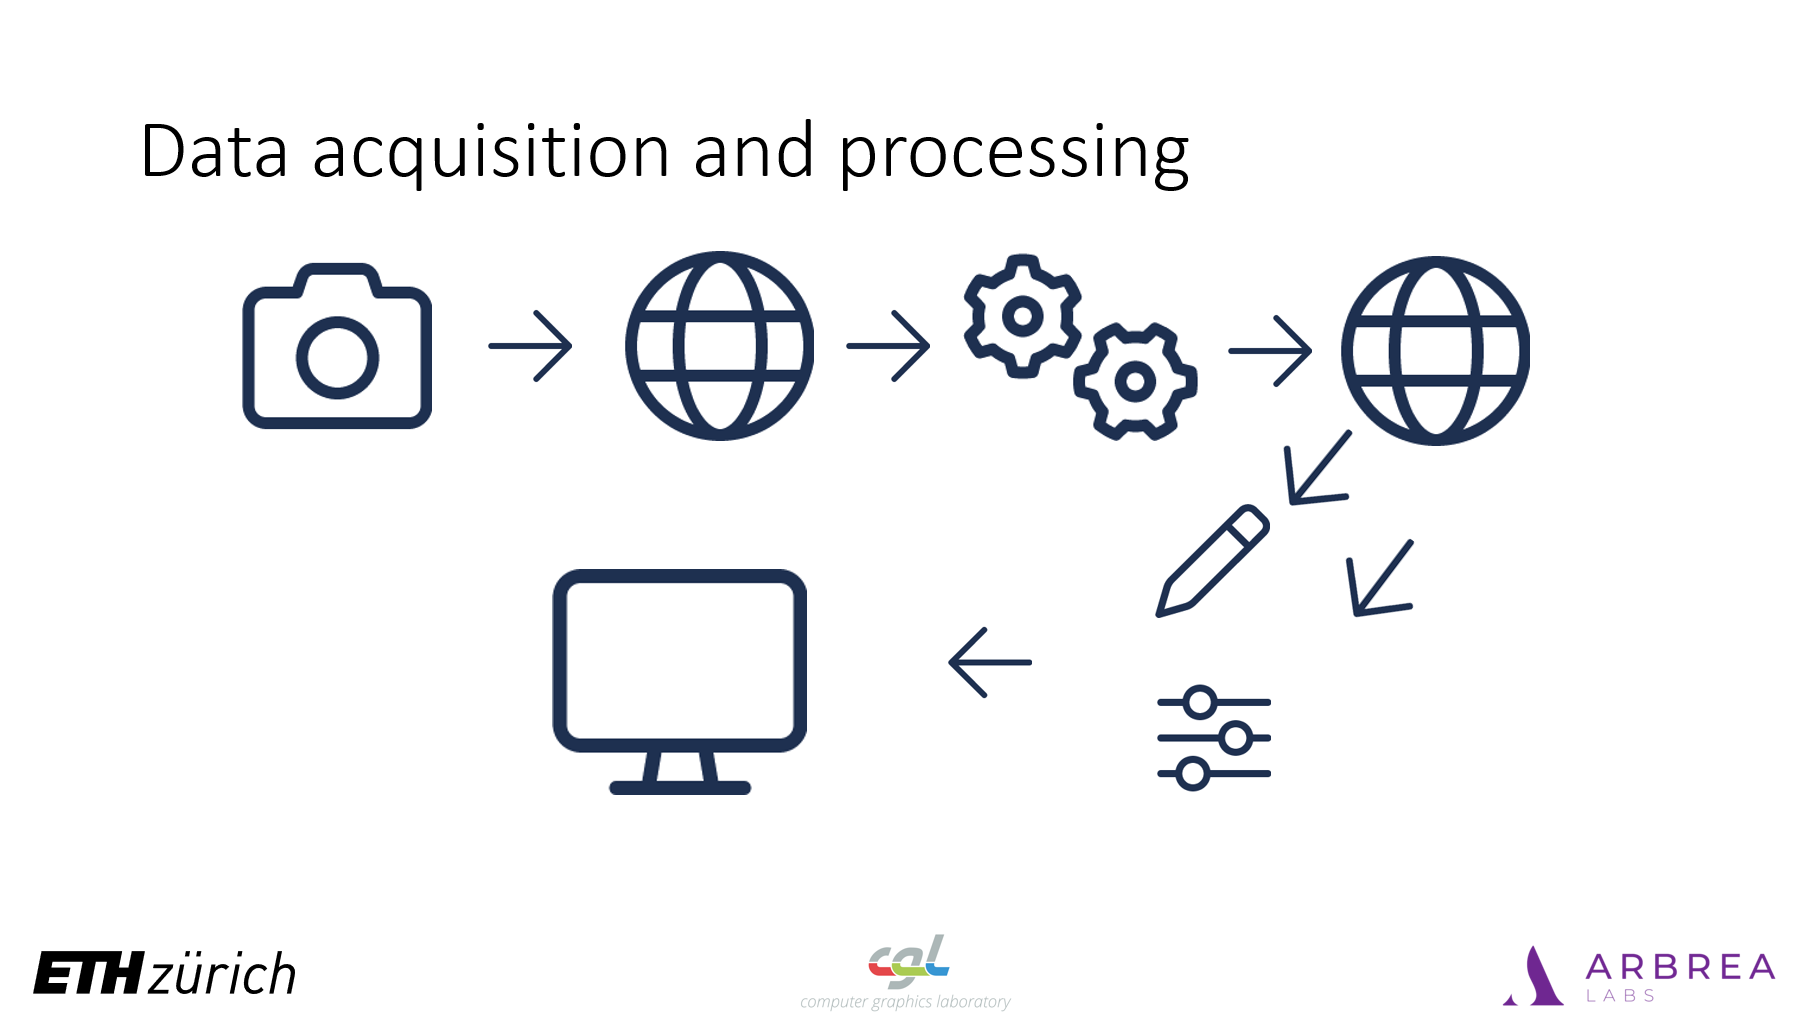 Data acquisition and processing
ETH zürich
cgl
computer graphics laboratory
ARBREA
LABS